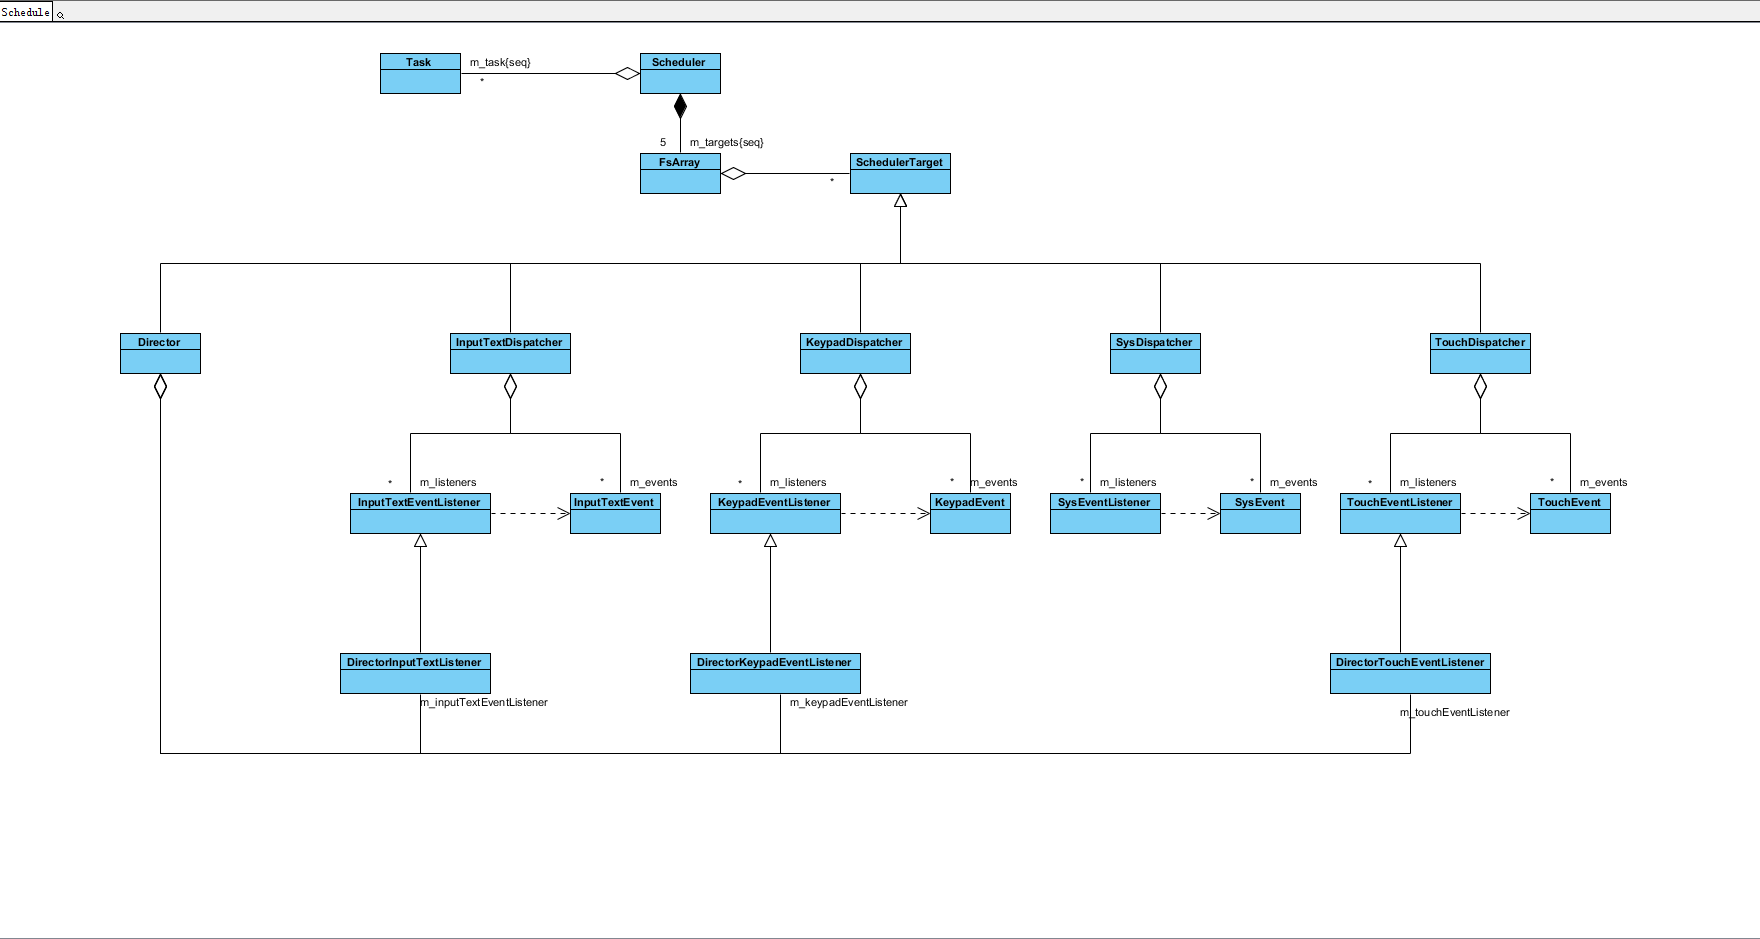 Schedule
Task
m_task{seq}
*
Scheduler
5
m_targets{seq}
FsArray
*
SchedulerTarget
Director
InputTextDispatcher
KeypadDispatcher
SysDispatcher
TouchDispatcher
*
m_listeners
*
m_events
*
m_listeners
*
m_events
*
m_listeners
*
m_events
*
m_listeners
*
m_events
InputTextEventListener
InputTextEvent
KeypadEventListener
KeypadEvent
SysEventListener
SysEvent
TouchEventListener
TouchEvent
DirectorInputTextListener
DirectorKeypadEventListener
DirectorTouchEventListener
m_inputTextEventListener
m_keypadEventListener
m_touchEventListener